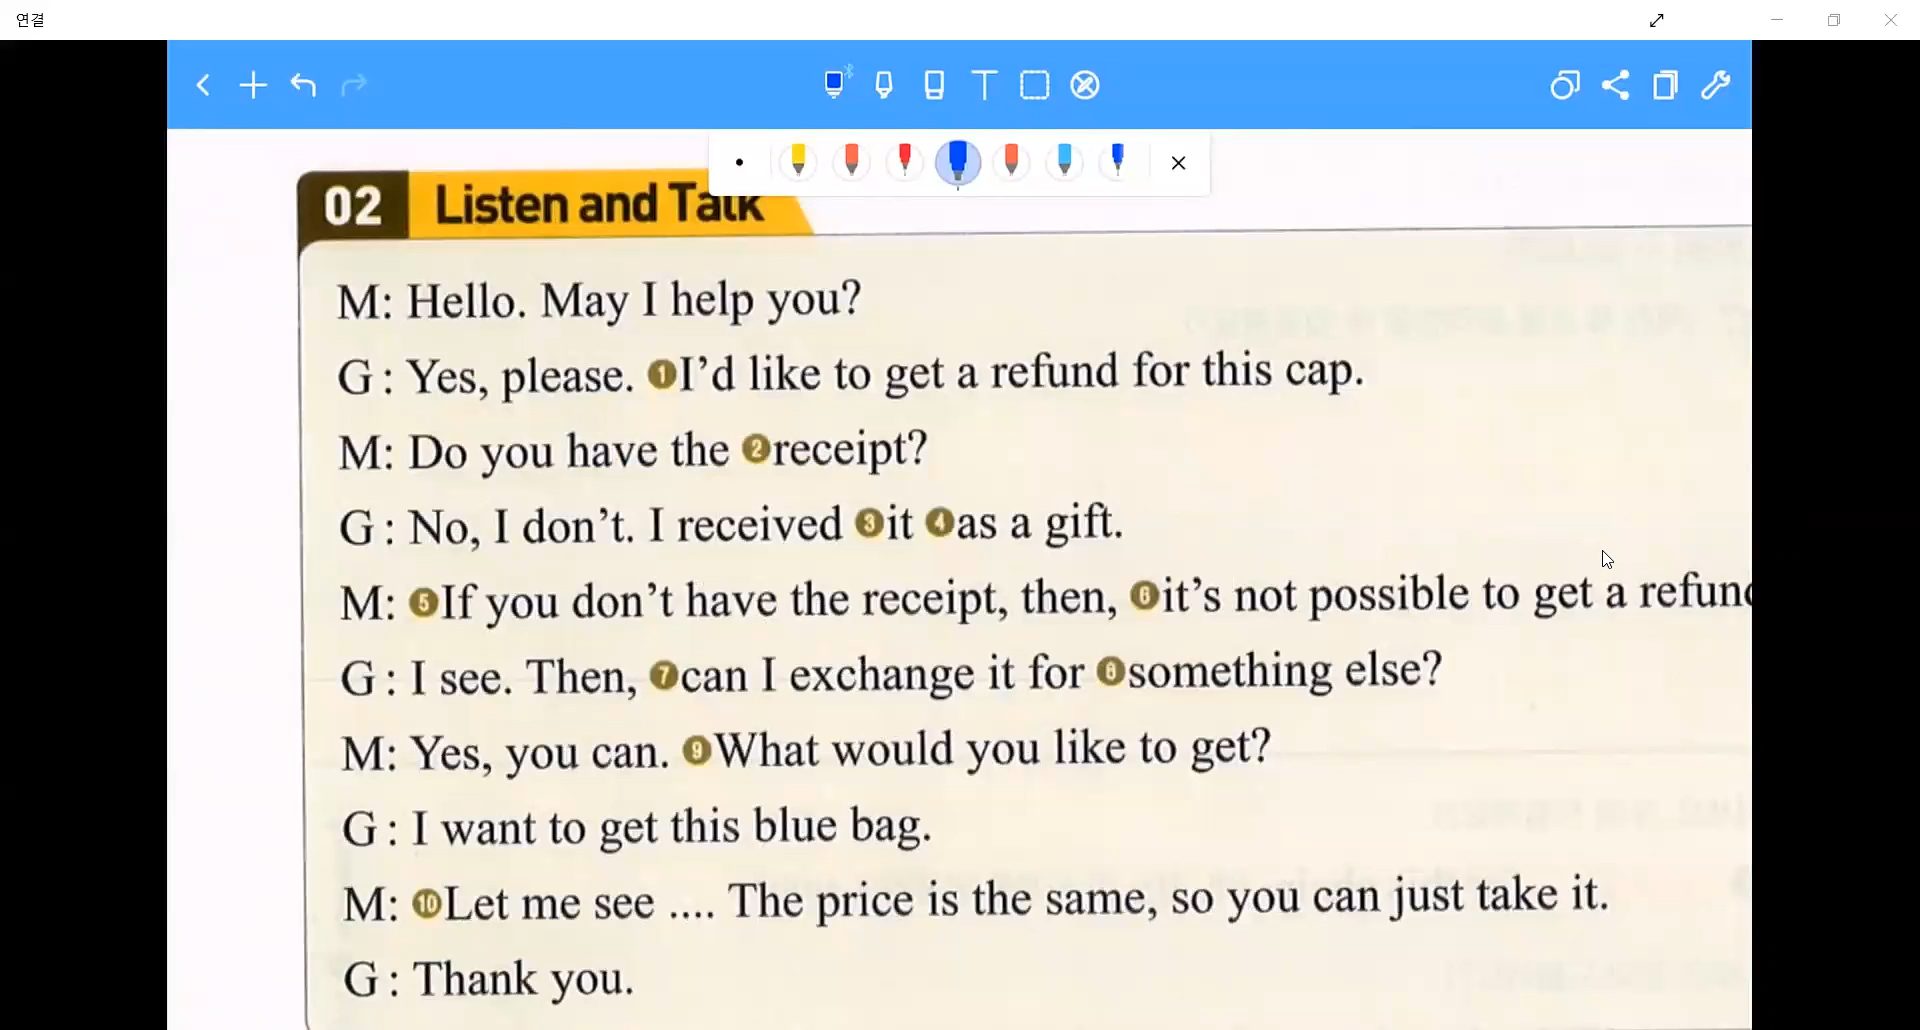 연결
02 Listen and Talk
M: Hello. May I help you?
G: Yes, please. ❶I'd like to get a refund for this cap.
M: Do you have the ❷receipt?
G: No, I don't. I received ❸it ❹as a gift.
M: ❺If you don't have the receipt, then, ❻it's not possible to get a refund
G: I see. Then, ❼can I exchange it for ❽something else?
M: Yes, you can. ❾What would you like to get?
G: I want to get this blue bag.
M: ❿Let me see .... The price is the same, so you can just take it.
G: Thank you.